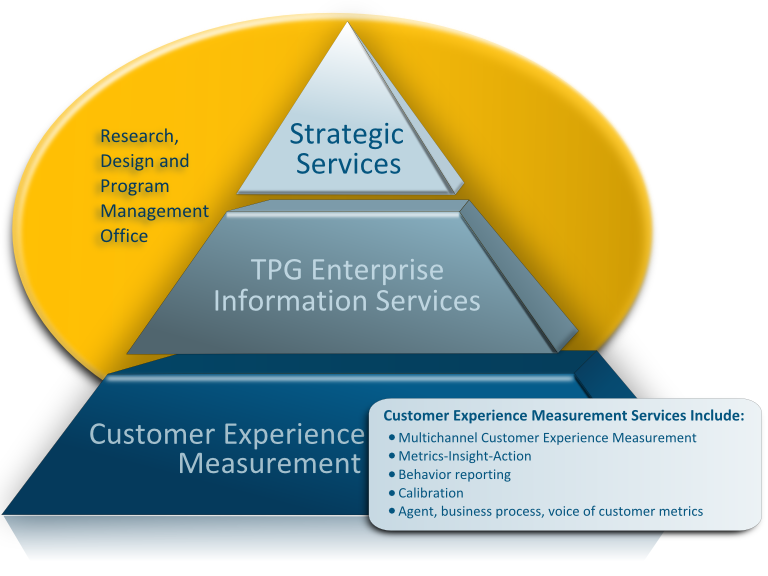 Research,
Design and
Program
Management
Office
Strategic
Services
TPG Enterprise
Information Services
Customer Experience
Measurement
Customer Experience Measurement Services Include:
• Multichannel Customer Experience Measurement
• Metrics-Insight-Action
• Behavior reporting
• Calibration
• Agent, business process, voice of customer metrics